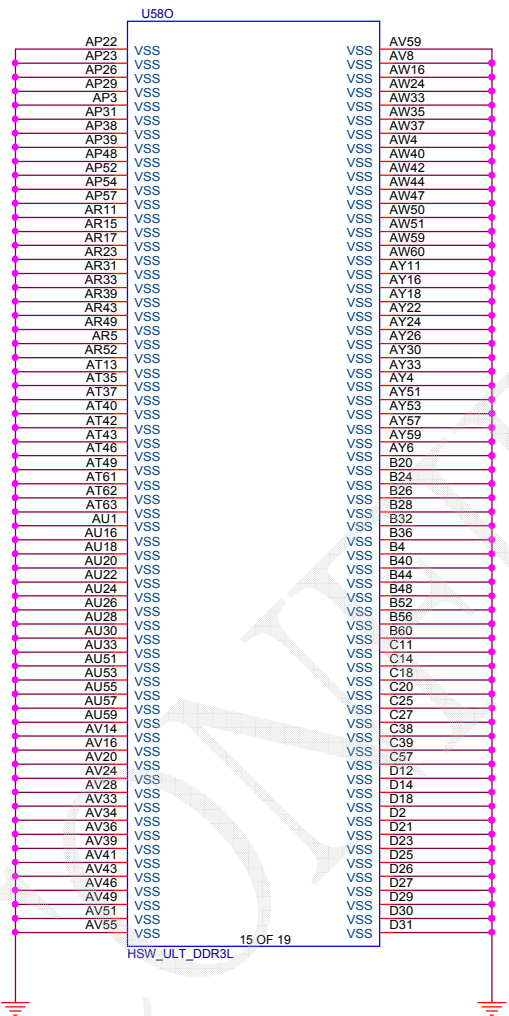 U58O
AP22 VSS VSS AV59
AP23 VSS VSS AV8
AP26 VSS VSS AW16
AP29 VSS VSS AW24
AP3 VSS VSS AW33
AP31 VSS VSS AW35
AP38 VSS VSS AW37
AP39 VSS VSS AW4
AP48 VSS VSS AW40
AP52 VSS VSS AW42
AP54 VSS VSS AW44
AP57 VSS VSS AW47
AR11 VSS VSS AW50
AR15 VSS VSS AW51
AR17 VSS VSS AW59
AR23 VSS VSS AW60
AR31 VSS VSS AY11
AR33 VSS VSS AY16
AR39 VSS VSS AY18
AR43 VSS VSS AY22
AR49 VSS VSS AY24
AR5 VSS VSS AY26
AR52 VSS VSS AY30
AT13 VSS VSS AY33
AT35 VSS VSS AY4
AT37 VSS VSS AY51
AT40 VSS VSS AY53
AT42 VSS VSS AY57
AT43 VSS VSS AY59
AT46 VSS VSS AY6
AT49 VSS VSS B20
AT61 VSS VSS B24
AT62 VSS VSS B26
AT63 VSS VSS B28
AU1 VSS VSS B32
AU16 VSS VSS B36
AU18 VSS VSS B4
AU20 VSS VSS B40
AU22 VSS VSS B44
AU24 VSS VSS B48
AU26 VSS VSS B52
AU28 VSS VSS B56
AU30 VSS VSS B60
AU33 VSS VSS C11
AU51 VSS VSS C14
AU53 VSS VSS C18
AU55 VSS VSS C20
AU57 VSS VSS C25
AU59 VSS VSS C27
AV14 VSS VSS C38
AV16 VSS VSS C39
AV20 VSS VSS C57
AV24 VSS VSS D12
AV28 VSS VSS D14
AV33 VSS VSS D18
AV34 VSS VSS D2
AV36 VSS VSS D21
AV39 VSS VSS D23
AV41 VSS VSS D25
AV43 VSS VSS D26
AV46 VSS VSS D27
AV49 VSS VSS D29
AV51 VSS VSS D30
AV55 VSS VSS D31
15 OF 19
HSW_ULT_DDR3L